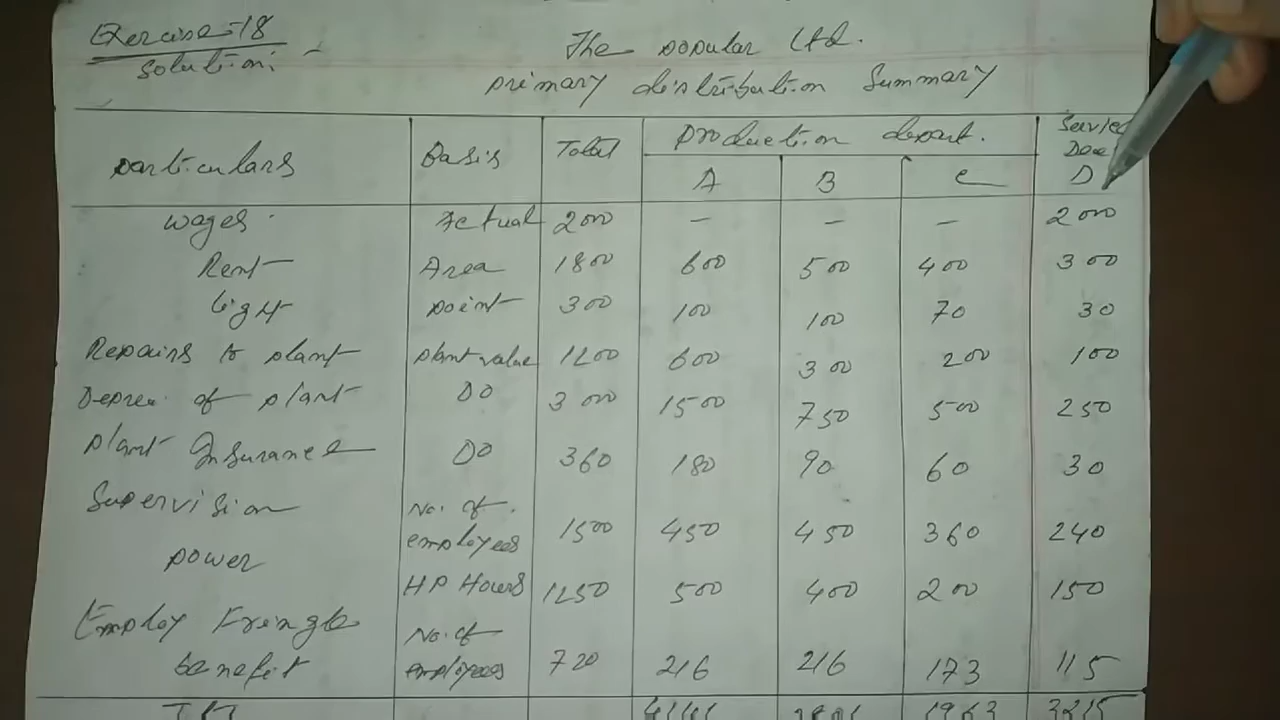 Exercise-18
Solution:
The popular Ltd.
primary distribution Summary
particulars Basis Total production depart. Service
A B C D
wages Actual 2000 — — — 2000
Rent Area 1800 600 500 400 300
light point 300 100 100 70 30
Repairs to plant plant value 1200 600 300 200 100
Deprec. of plant DO 3000 1500 750 500 250
plant Insurance DO 360 180 90 60 30
Supervision No. of employees 1500 450 450 360 240
power HP Hours 1250 500 400 200 150
Employ Fringe benefit No. of employees 720 216 216 173 115